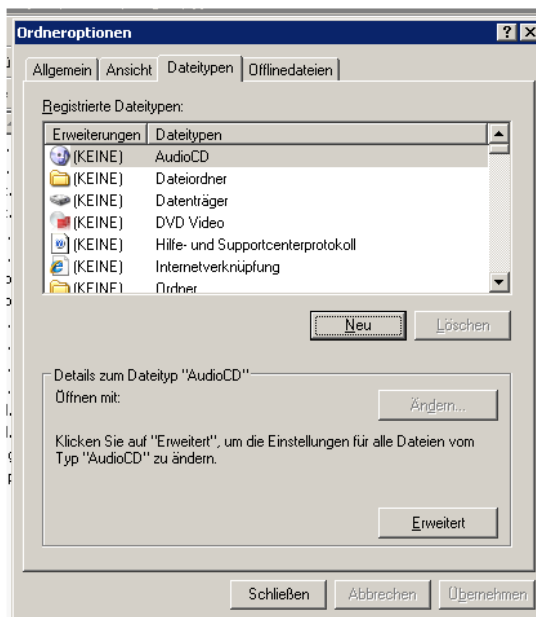 Ordneroptionen
Allgemein Ansicht Dateitypen Offlinedateien
Registrierte Dateitypen:
Erweiterungen Dateitypen
(KEINE) AudioCD
(KEINE) Dateiordner
(KEINE) Datenträger
(KEINE) DVD Video
(KEINE) Hilfe- und Supportcenterprotokoll
(KEINE) Internetverknüpfung
(KEINE) Ordner
Neu Löschen
Details zum Dateityp "AudioCD"
Öffnen mit: Ändern...
Klicken Sie auf "Erweitert", um die Einstellungen für alle Dateien vom
Typ "AudioCD" zu ändern.
Erweitert
Schließen Abbrechen Übernehmen